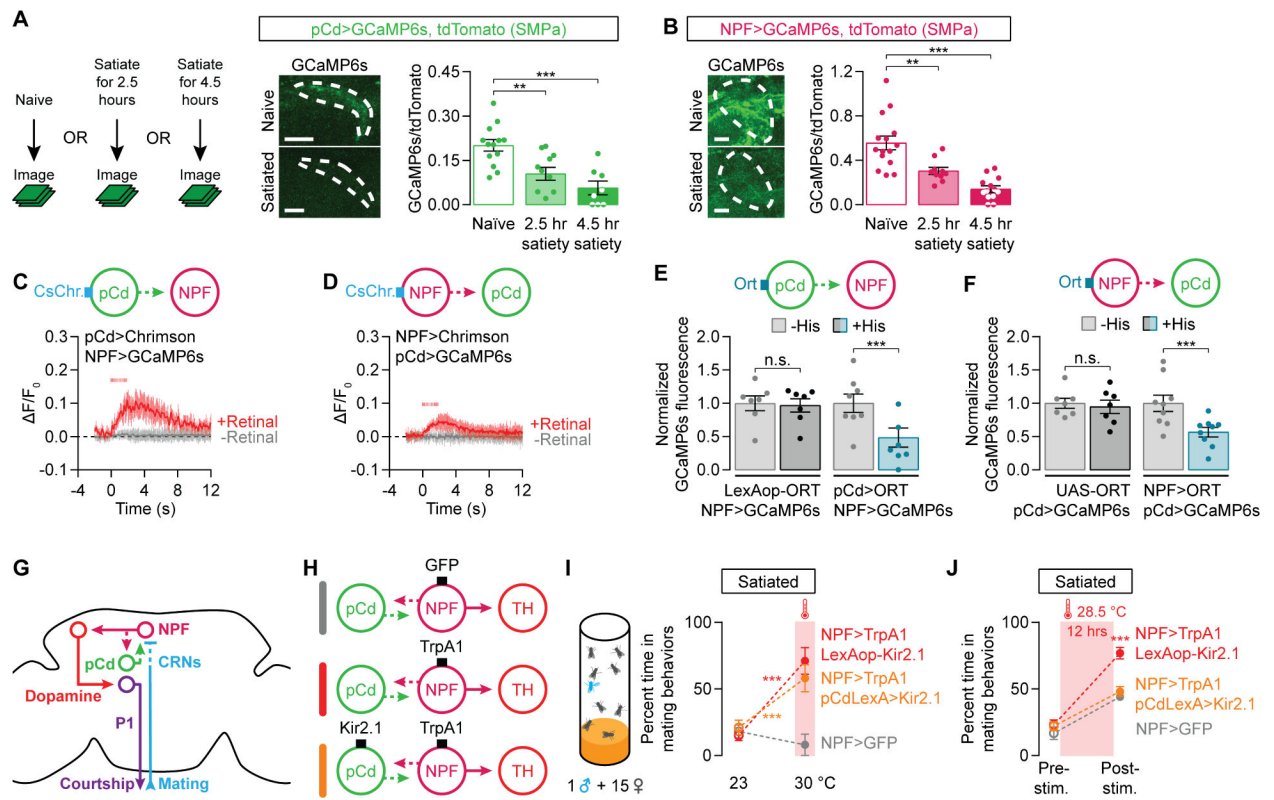 A
Naive
OR
Satiate
for 2.5
hours
OR
Satiate
for 4.5
hours
Image
Image
Image
pCd>GCaMP6s, tdTomato (SMPa)
GCaMP6s
Naive
Satiated
GCaMP6s/tdTomato
0.45
0.30
0.15
0.00
**
***
Naïve
2.5 hr
satiety
4.5 hr
satiety
B
NPF>GCaMP6s, tdTomato (SMPa)
GCaMP6s
Naive
Satiated
GCaMP6s/tdTomato
1.2
0.8
0.4
0.0
**
***
Naïve
2.5 hr
satiety
4.5 hr
satiety
C
CsChr.
pCd
NPF
pCd>Chrimson
NPF>GCaMP6s
ΔF/F0
0.3
0.2
0.1
0.0
-0.1
+Retinal
-Retinal
-4 0 4 8 12
Time (s)
D
CsChr.
NPF
pCd
NPF>Chrimson
pCd>GCaMP6s
ΔF/F0
0.3
0.2
0.1
0.0
-0.1
+Retinal
-Retinal
-4 0 4 8 12
Time (s)
E
Ort
pCd
NPF
-His
+His
Normalized
GCaMP6s fluorescence
2.0
1.5
1.0
0.5
0.0
n.s.
***
LexAop-ORT
NPF>GCaMP6s
pCd>ORT
NPF>GCaMP6s
F
Ort
NPF
pCd
-His
+His
Normalized
GCaMP6s fluorescence
2.0
1.5
1.0
0.5
0.0
n.s.
***
UAS-ORT
pCd>GCaMP6s
NPF>ORT
pCd>GCaMP6s
G
NPF
pCd
CRNs
Dopamine
P1
Courtship
Mating
H
GFP
pCd
NPF
TH
TrpA1
pCd
NPF
TH
Kir2.1
TrpA1
pCd
NPF
TH
I
1 ♂ + 15 ♀
Satiated
Percent time in
mating behaviors
100
50
0
***
***
NPF>TrpA1
LexAop-Kir2.1
NPF>TrpA1
pCdLexA>Kir2.1
NPF>GFP
23
30 °C
J
Satiated
Percent time in
mating behaviors
100
50
0
28.5 °C
12 hrs
***
NPF>TrpA1
LexAop-Kir2.1
NPF>TrpA1
pCdLexA>Kir2.1
NPF>GFP
Pre-
stim.
Post-
stim.